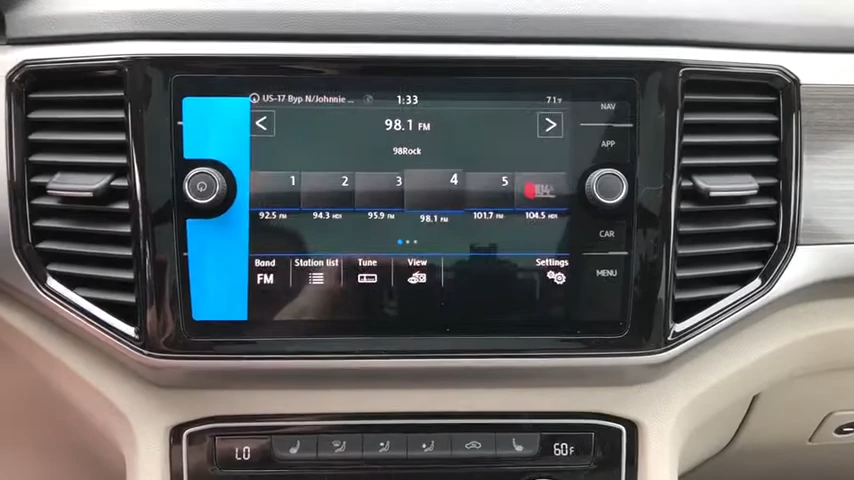 US-17 Byp N/Johnnie ... 1:33 71°F
NAV
98.1 FM
98Rock
APP
1 2 3 4 5
92.5 FM 94.3 HD1 95.9 FM 98.1 FM 101.7 FM 104.5 HD1
CAR
Band Station list Tune View Settings
FM
MENU
LO 60°F